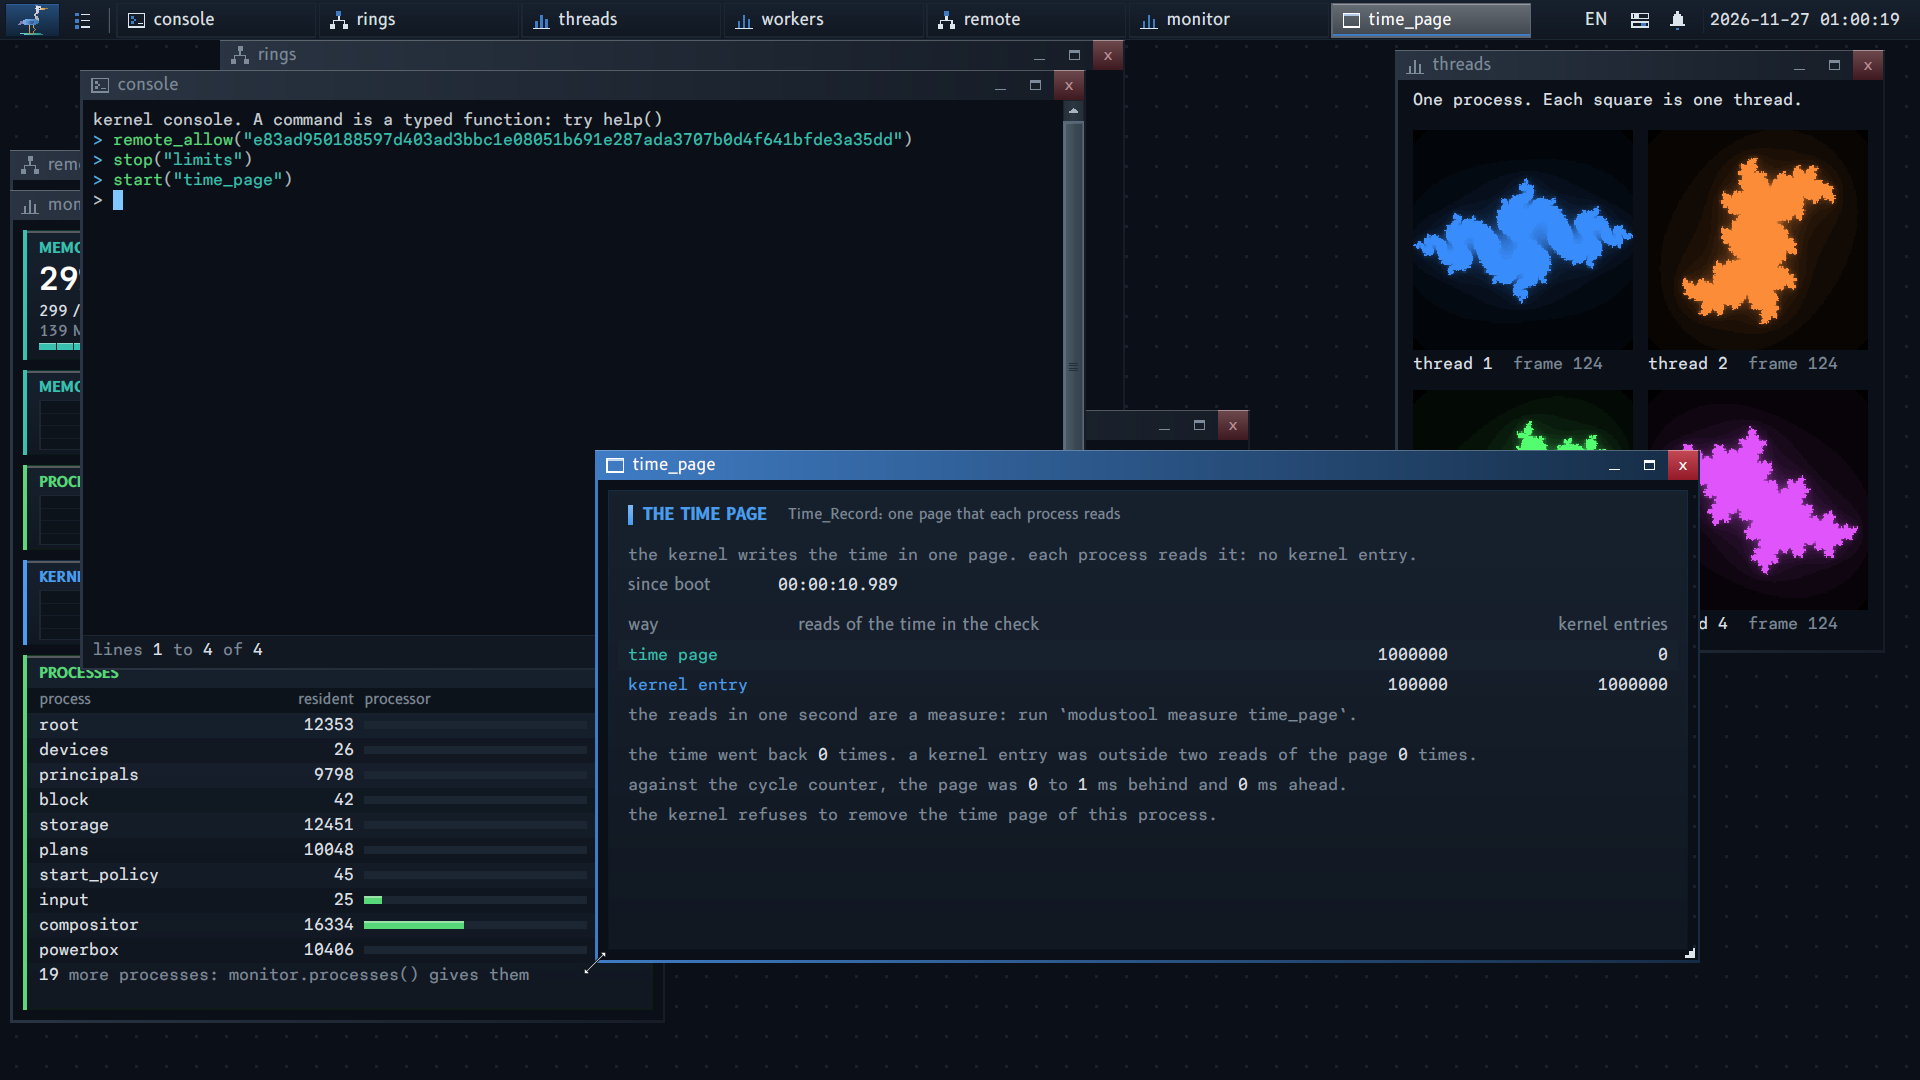 console
rings
threads
workers
remote
monitor
time_page
EN
2026-11-27 01:00:19
rings
x
console
x
kernel console. A command is a typed function: try help()
> remote_allow("e83ad950188597d403ad3bbc1e08051b691e287ada3707b0d4f641bfde3a35dd")
> stop("limits")
> start("time_page")
>
lines 1 to 4 of 4
threads
x
One process. Each square is one thread.
thread 1 frame 124
thread 2 frame 124
d 4 frame 124
x
time_page
x
THE TIME PAGE Time_Record: one page that each process reads
the kernel writes the time in one page. each process reads it: no kernel entry.
since boot 00:00:10.989
way reads of the time in the check kernel entries
time page 1000000 0
kernel entry 100000 1000000
the reads in one second are a measure: run `modustool measure time_page`.
the time went back 0 times. a kernel entry was outside two reads of the page 0 times.
against the cycle counter, the page was 0 to 1 ms behind and 0 ms ahead.
the kernel refuses to remove the time page of this process.
PROCESSES
process resident processor
root 12353
devices 26
principals 9798
block 42
storage 12451
plans 10048
start_policy 45
input 25
compositor 16334
powerbox 10406
19 more processes: monitor.processes() gives them